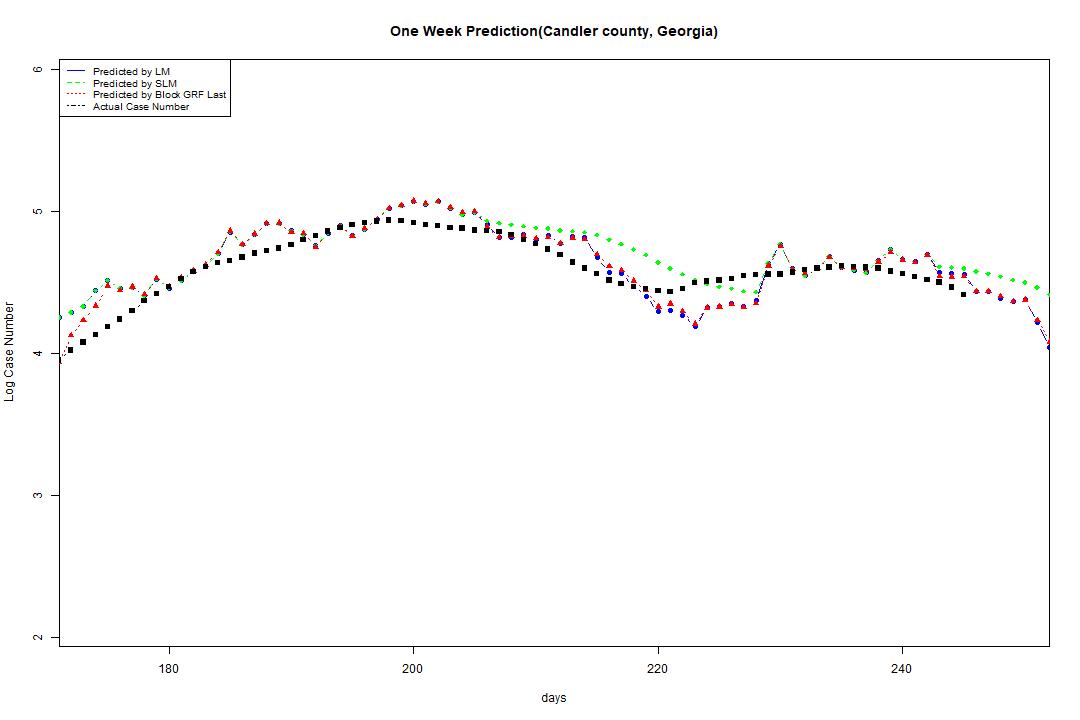 One Week Prediction(Candler county, Georgia)
Predicted by LM
Predicted by SLM
Predicted by Block GRF Last
Actual Case Number
6
5
4
3
2
Log Case Number
180 200 220 240
days